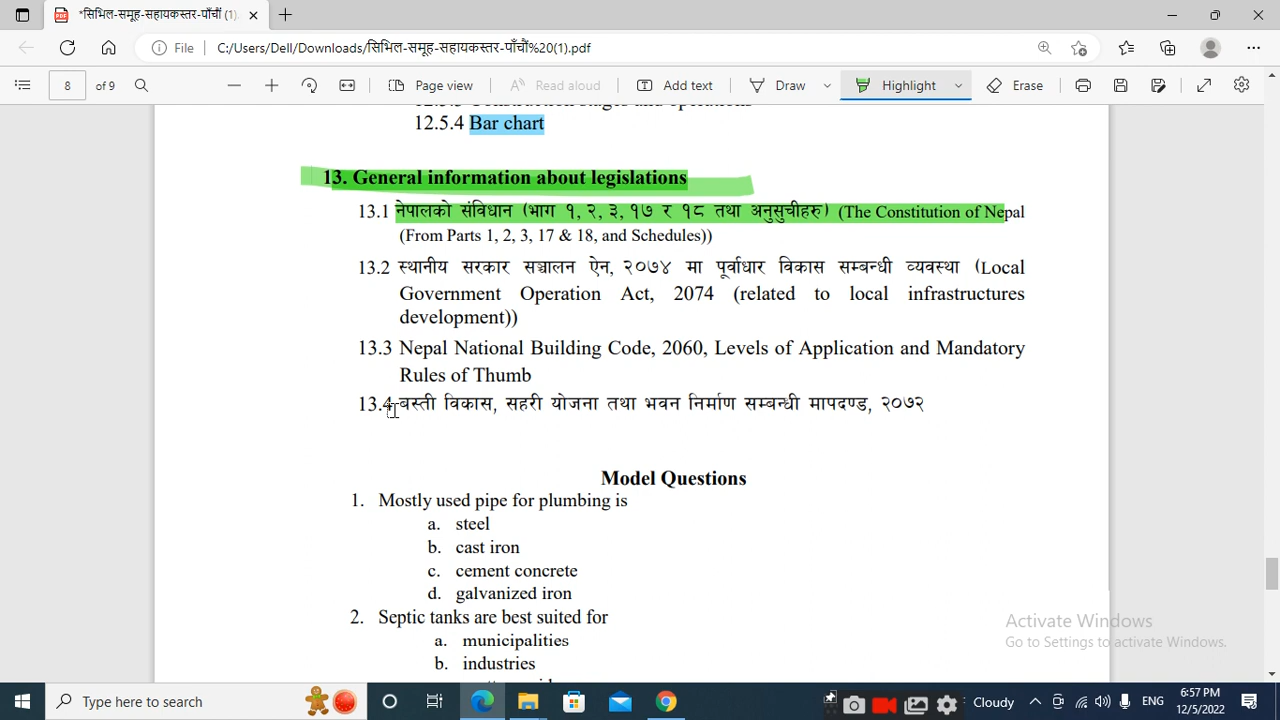 *सिभिल-समूह-सहायकस्तर-पाँचौं (1)
File C:/Users/Dell/Downloads/सिभिल-समूह-सहायकस्तर-पाँचौं%20(1).pdf
8 of 9 Page view Read aloud Add text Draw Highlight Erase
12.5.4 Bar chart
13. General information about legislations
13.1 नेपालको संविधान (भाग १, २, ३, १७ र १८ तथा अनुसुचीहरु) (The Constitution of Nepal
(From Parts 1, 2, 3, 17 & 18, and Schedules))
13.2 स्थानीय सरकार सञ्चालन ऐन, २०७४ मा पूर्वाधार विकास सम्बन्धी व्यवस्था (Local
Government Operation Act, 2074 (related to local infrastructures
development))
13.3 Nepal National Building Code, 2060, Levels of Application and Mandatory
Rules of Thumb
13.4 बस्ती विकास, सहरी योजना तथा भवन निर्माण सम्बन्धी मापदण्ड, २०७२
Model Questions
1. Mostly used pipe for plumbing is
a. steel
b. cast iron
c. cement concrete
d. galvanized iron
2. Septic tanks are best suited for
a. municipalities
b. industries
Activate Windows
Go to Settings to activate Windows.
Type here to search
Cloudy ENG 6:57 PM
12/5/2022